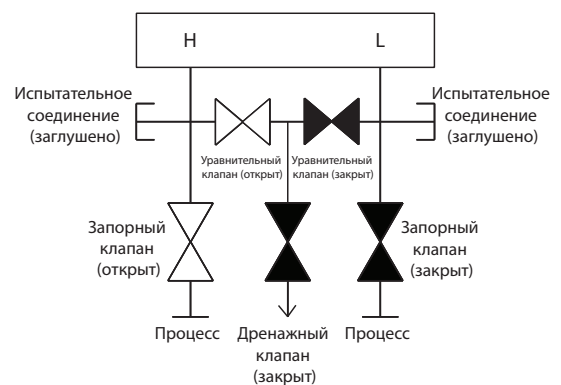 H
L
Испытательное
соединение
(заглушено)
Испытательное
соединение
(заглушено)
Уравнительный
клапан (открыт)
Уравнительный
клапан (закрыт)
Запорный
клапан
(открыт)
Запорный
клапан
(закрыт)
Процесс
Дренажный
клапан
(закрыт)
Процесс